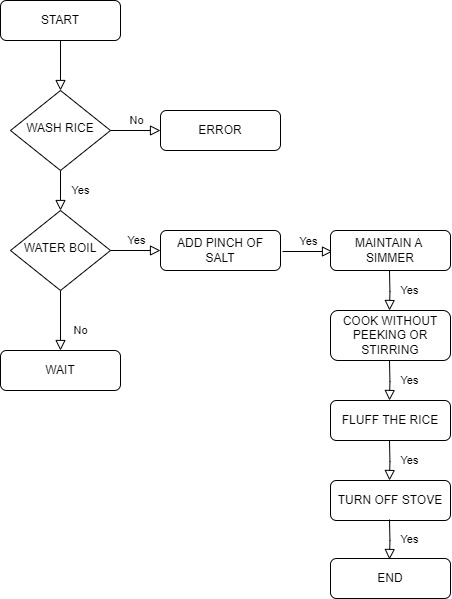 START
WASH RICE
No
ERROR
Yes
WATER BOIL
Yes
ADD PINCH OF
SALT
Yes
MAINTAIN A
SIMMER
No
WAIT
Yes
COOK WITHOUT
PEEKING OR
STIRRING
Yes
FLUFF THE RICE
Yes
TURN OFF STOVE
Yes
END